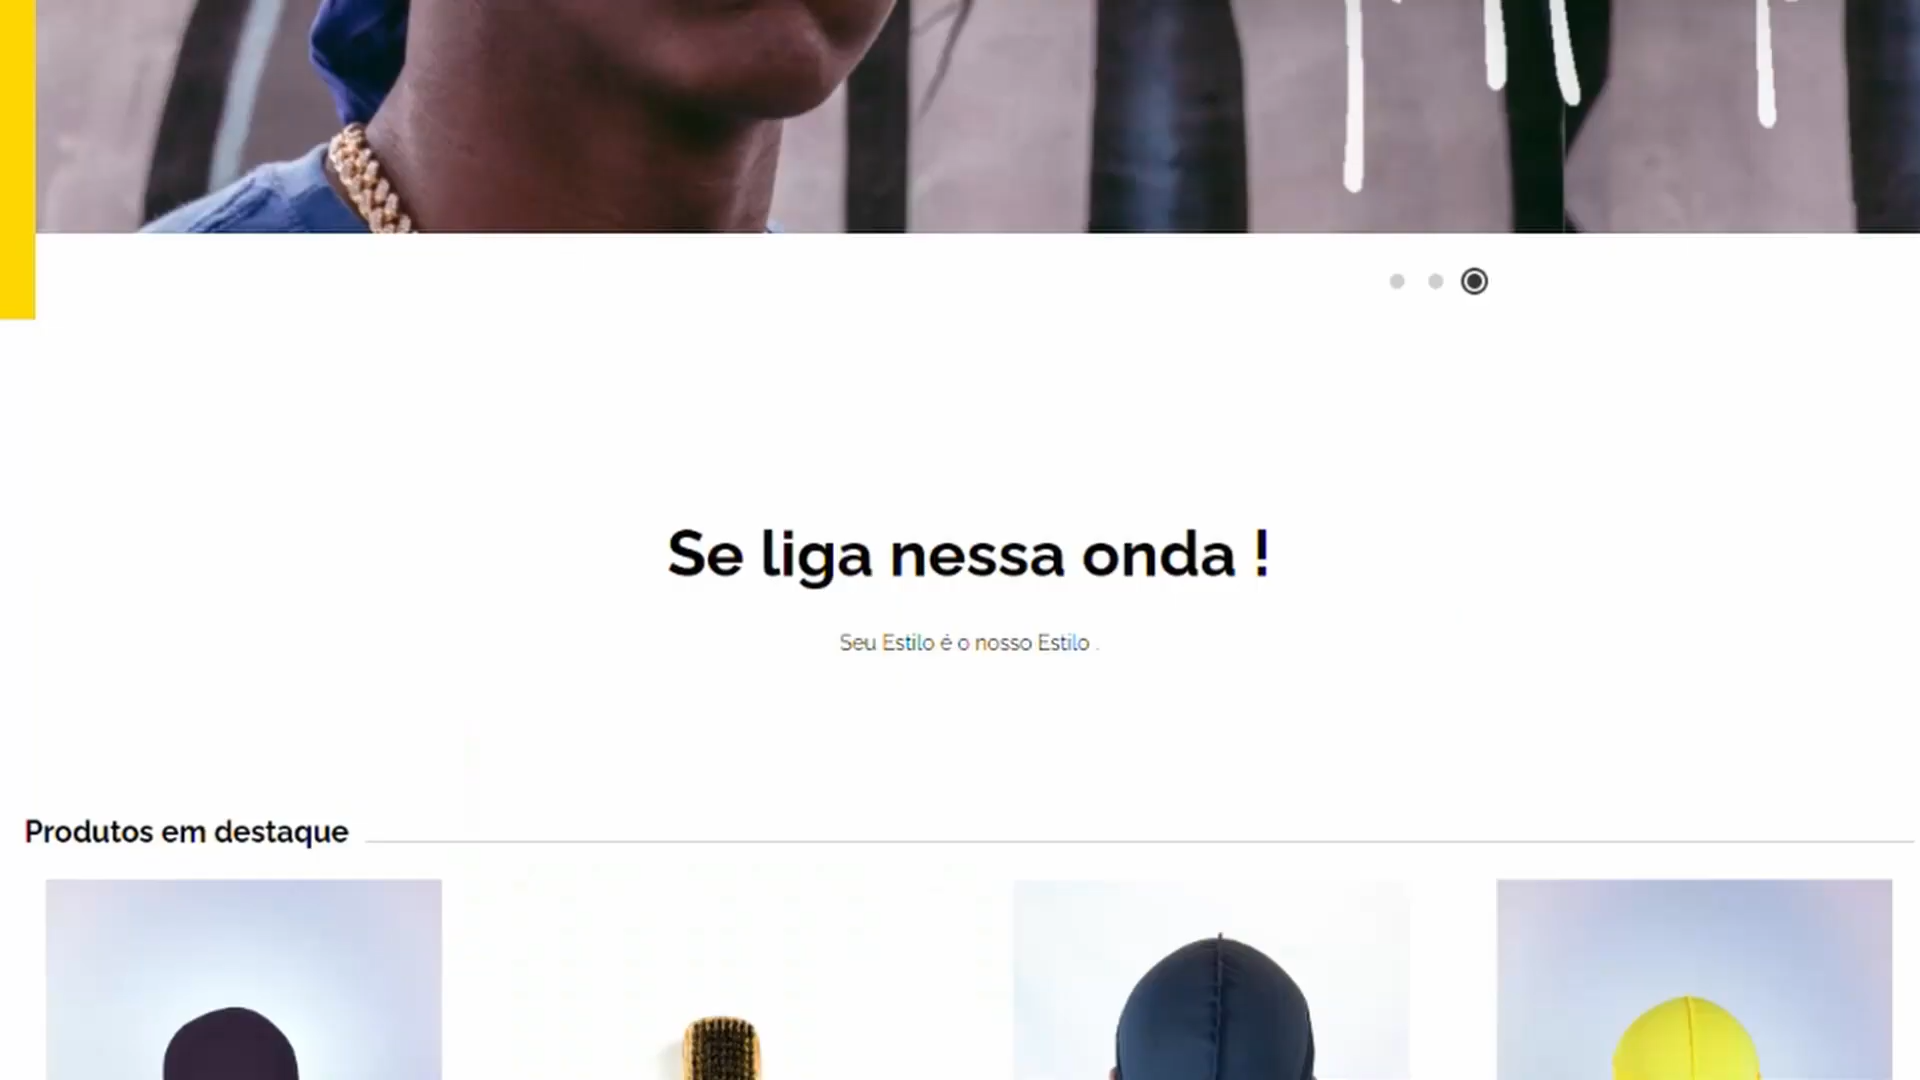 Se liga nessa onda !
Seu Estilo é o nosso Estilo .
Produtos em destaque